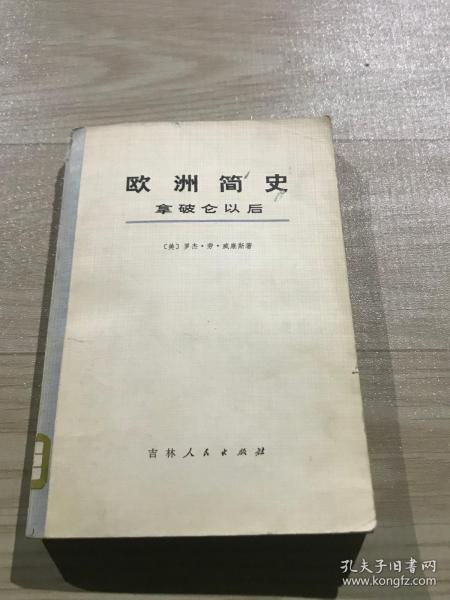 欧洲简史
拿破仑以后
〔美〕罗杰·劳·威廉斯著
吉林人民出版社
孔夫子旧书网
www.kongfz.com